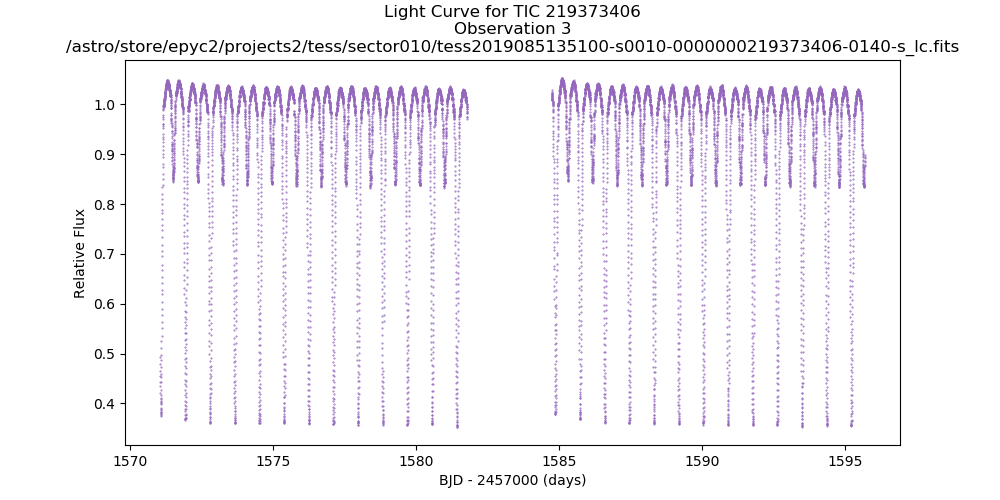 Light Curve for TIC 219373406
Observation 3
/astro/store/epyc2/projects2/tess/sector010/tess2019085135100-s0010-0000000219373406-0140-s_lc.fits
1.0
0.9
0.8
0.7
0.6
0.5
0.4
Relative Flux
1570
1575
1580
1585
1590
1595
BJD - 2457000 (days)